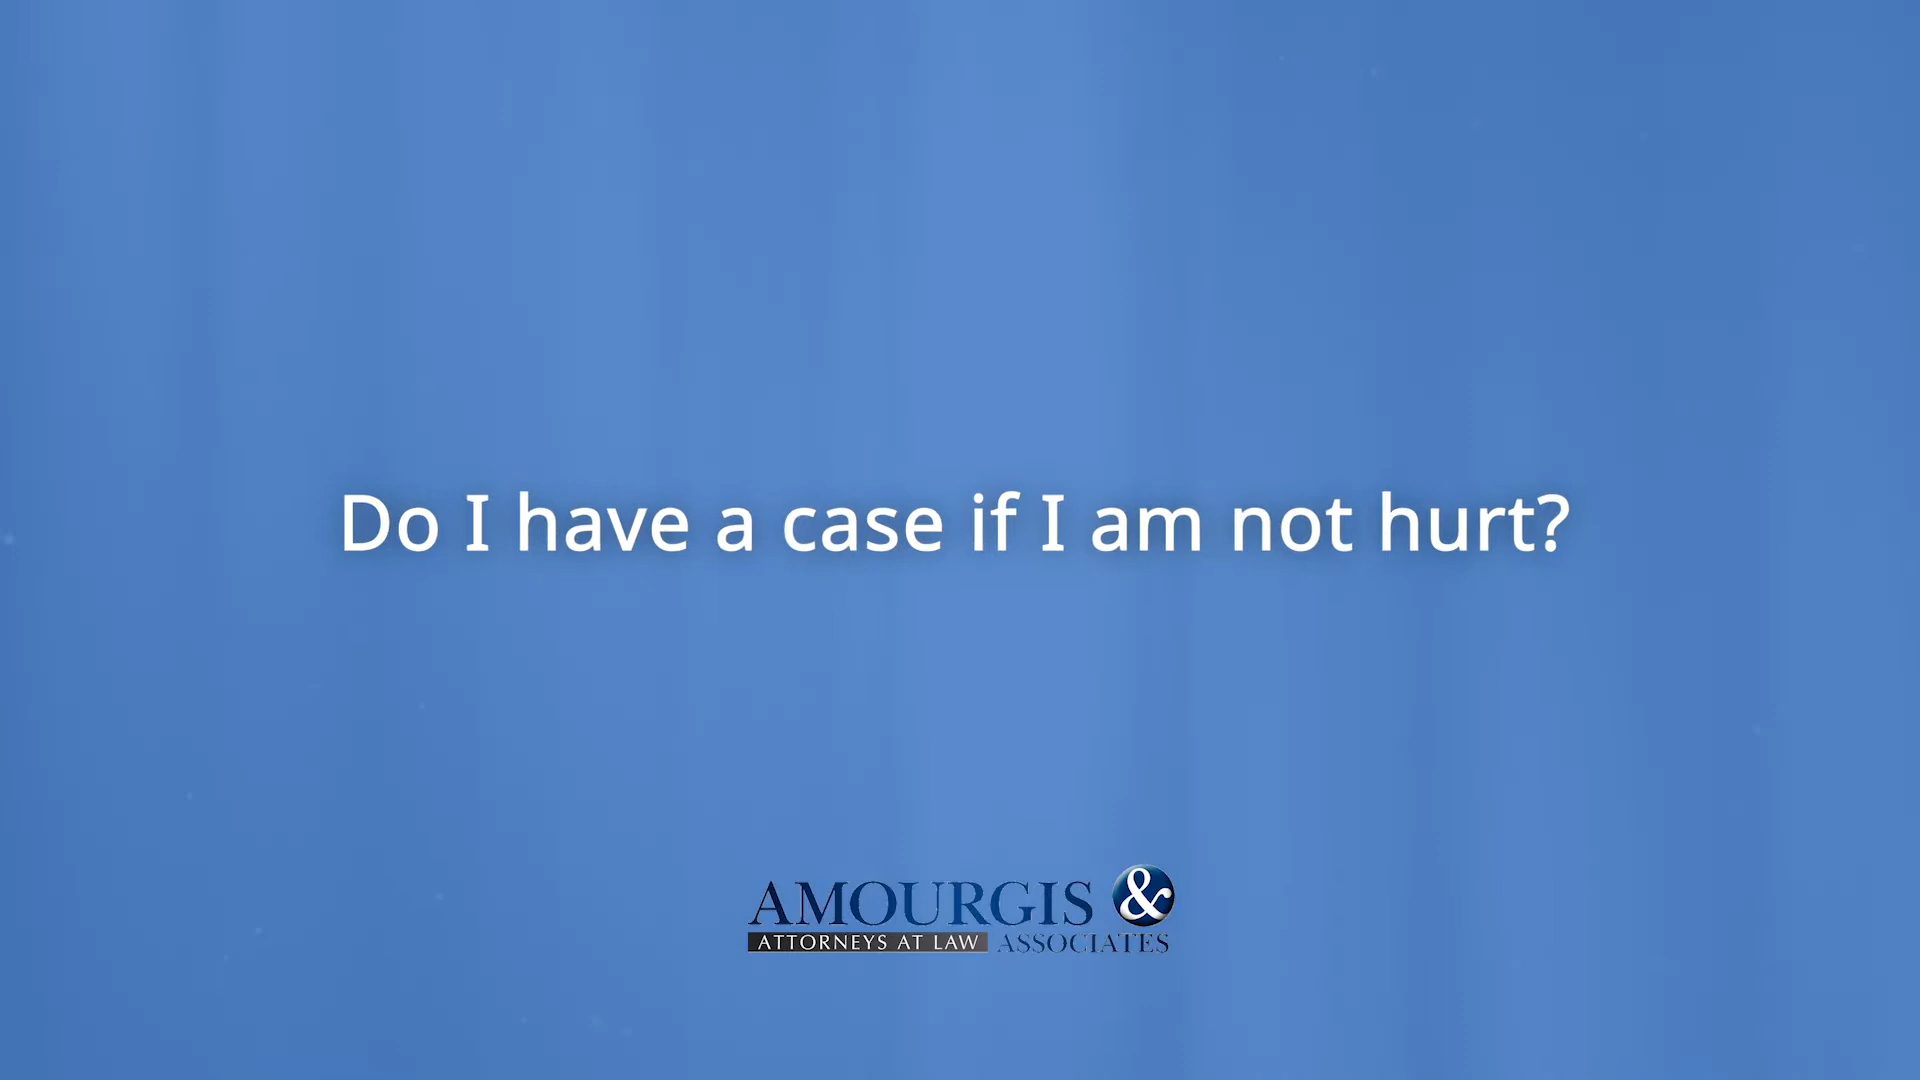 Do I have a case if I am not hurt?
AMOURGIS &
ATTORNEYS AT LAW ASSOCIATES